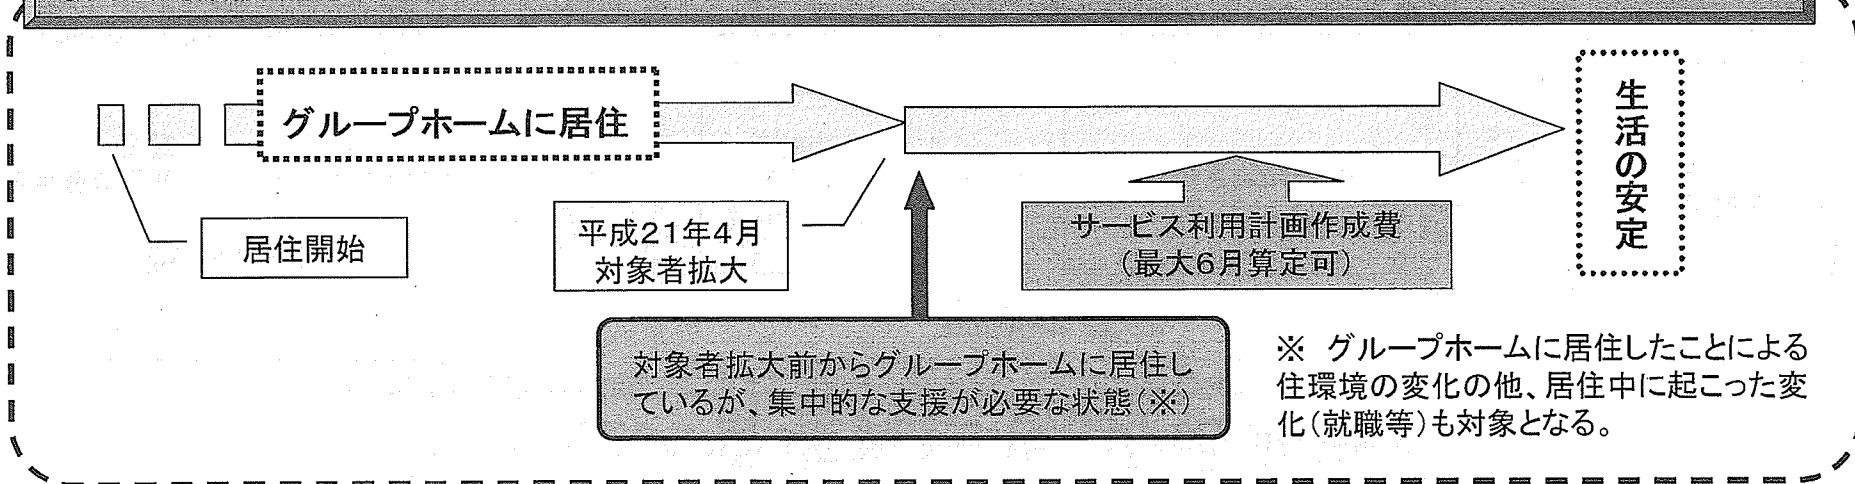 グループホームに居住
生活の安定
居住開始
平成21年4月
対象者拡大
サービス利用計画作成費
(最大6月算定可)
対象者拡大前からグループホームに居住し
ているが、集中的な支援が必要な状態(※)
※ グループホームに居住したことによる
住環境の変化の他、居住中に起こった変
化(就職等)も対象となる。